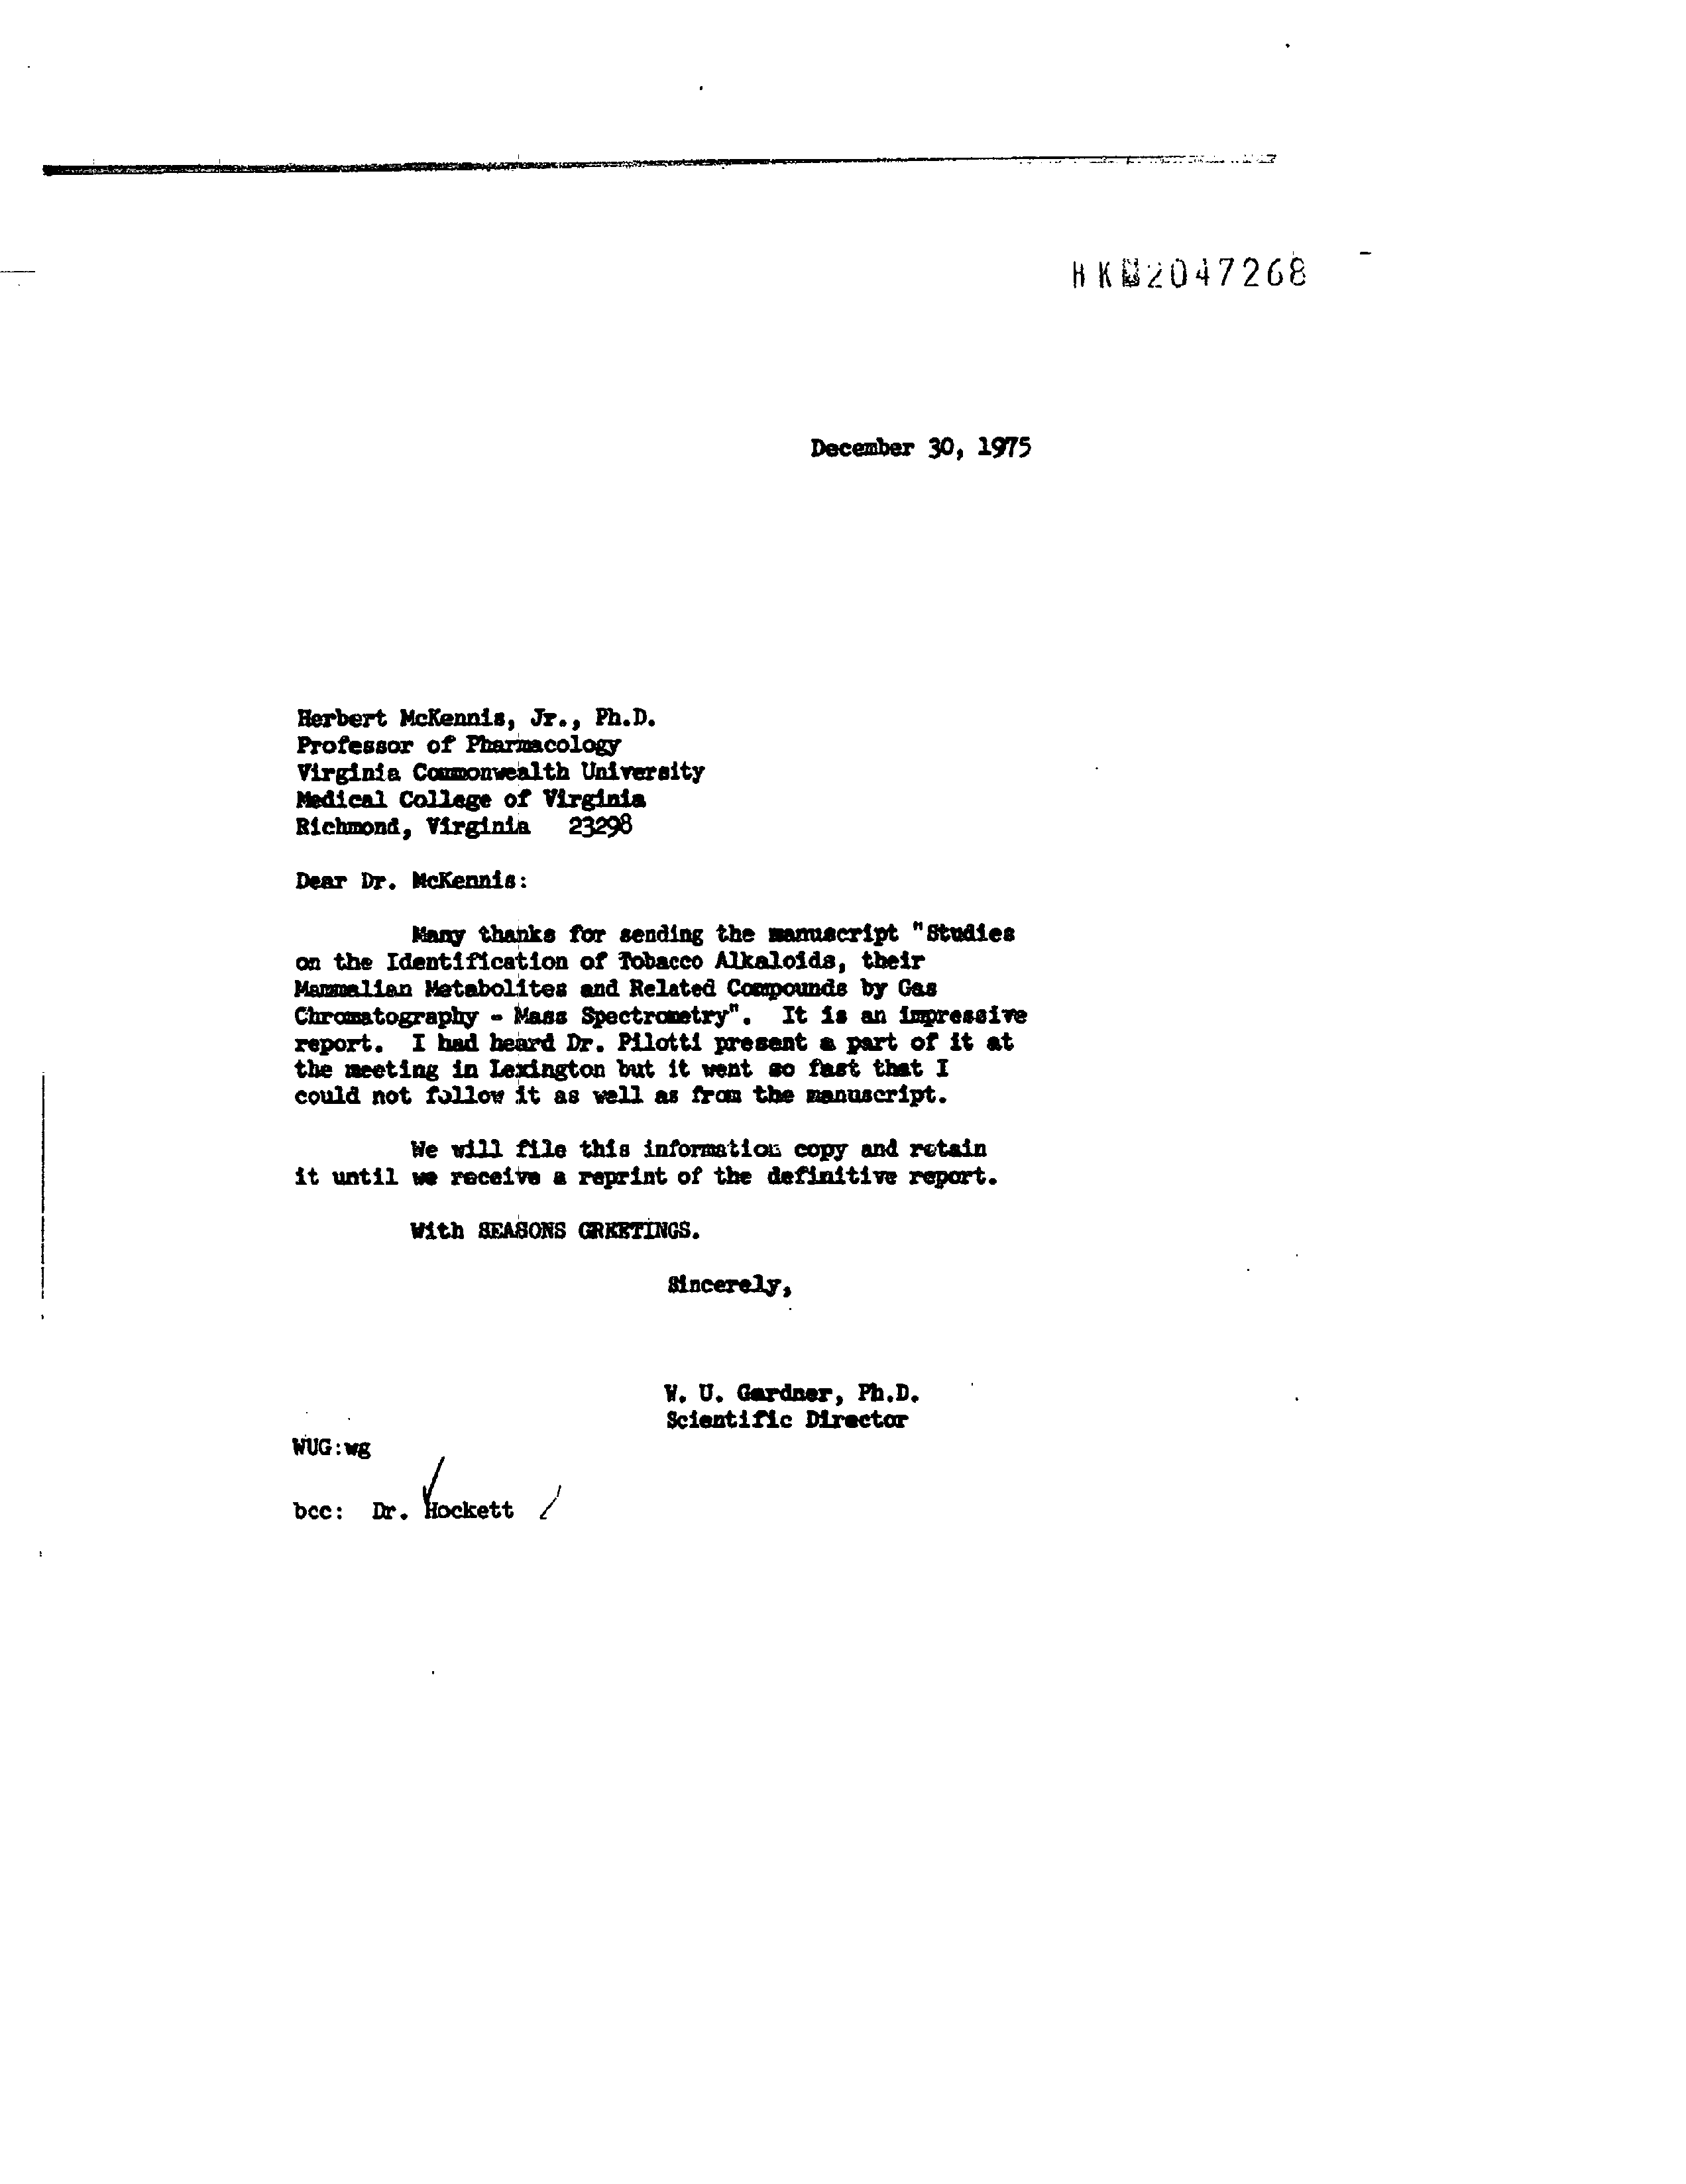 HKM2047268
December 30, 1975
Herbert McKennis, Jr., Ph.D.
Professor of Pharmacology
Virginia Commonwealth University
Medical College of Virginia
Richmond, Virginia 23298
Dear Dr. McKennis:
Many thanks for sending the manuscript "Studies
on the Identification of Tobacco Alkaloids, their
Mammalian Metabolites and Related Compounds by Gas
Chromatography - Mass Spectrometry". It is an impressive
report. I had heard Dr. Pilotti present a part of it at
the meeting in Lexington but it went so fast that I
could not follow it as well as from the manuscript.
We will file this information copy and retain
it until we receive a reprint of the definitive report.
With SEASONS GREETINGS.
Sincerely,
W. U. Gardner, Ph.D.
Scientific Director
WUG:wg
bcc: Dr. Hockett